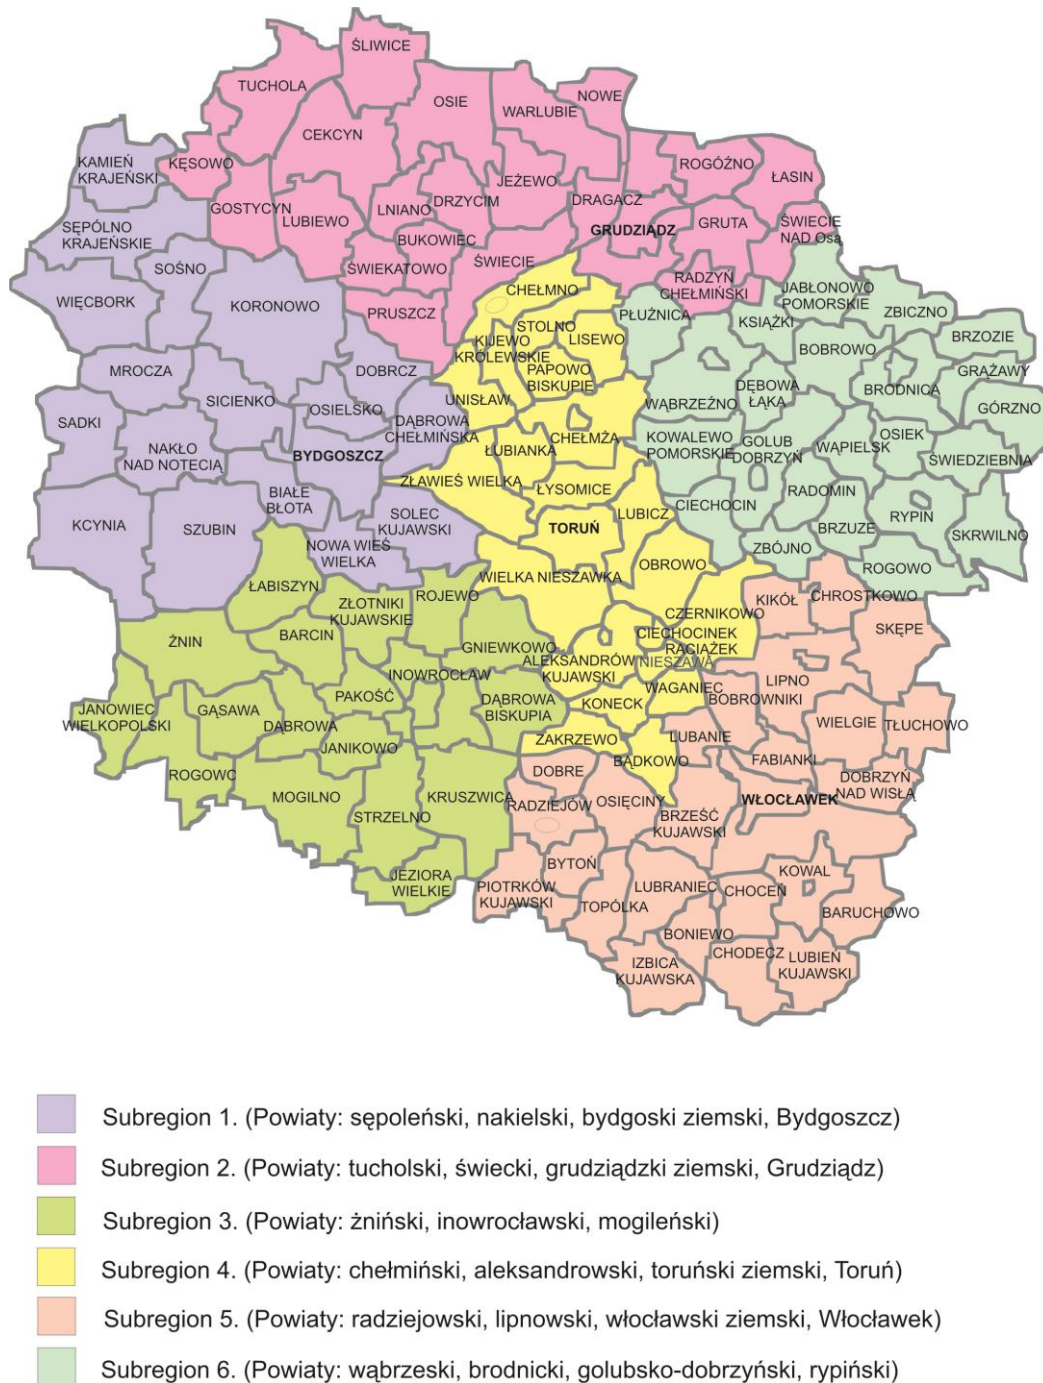 ŚLIWICE
TUCHOLA
NOWE
OSIE
WARLUBIE
CEKCYN
KAMIEŃ
KRAJEŃSKI
KĘSOWO
ROGÓŹNO
ŁASIN
JEŻEWO
DRZYCIM
DRAGACZ
GOSTYCYN
LNIANO
LUBIEWO
GRUTA
ŚWIECIE
NAD Osą
GRUDZIĄDZ
SĘPÓLNO
KRAJEŃSKIE
BUKOWIEC
ŚWIECIE
ŚWIEKATOWO
SOŚNO
RADZYŃ
CHEŁMIŃSKI
JABŁONOWO
POMORSKIE
CHEŁMNO
WIĘCBORK
KORONOWO
PRUSZCZ
PŁUŻNICA
KSIĄŻKI
ZBICZNO
STOLNO
BRZOZIE
KIJEWO
KRÓLEWSKIE
LISEWO
BOBROWO
MROCZA
DOBRCZ
PAPOWO
BISKUPIE
GRĄŻAWY
SICIENKO
DĘBOWA
ŁĄKA
BRODNICA
UNISŁAW
WĄBRZEŹNO
OSIELSKO
GÓRZNO
SADKI
DĄBROWA
CHEŁMIŃSKA
CHEŁMŻA
OSIEK
KOWALEWO
POMORSKIE
GOLUB
DOBRZYŃ
WĄPIELSK
NAKŁO
NAD NOTECIĄ
ŁUBIANKA
BYDGOSZCZ
ŚWIEDZIEBNIA
ZŁAWIEŚ WIELKA
ŁYSOMICE
RADOMIN
BIAŁE
BŁOTA
CIECHOCIN
SOLEC
KUJAWSKI
LUBICZ
RYPIN
KCYNIA
SZUBIN
TORUŃ
BRZUZE
SKRWILNO
NOWA WIEŚ
WIELKA
ZBÓJNO
OBROWO
ROGOWO
WIELKA NIESZAWKA
ŁABISZYN
ZŁOTNIKI
KUJAWSKIE
ROJEWO
KIKÓŁ
CHROSTKOWO
CZERNIKOWO
SKĘPE
BARCIN
CIECHOCINEK
ŻNIN
GNIEWKOWO
RACIĄŻEK
NIESZAWA
ALEKSANDRÓW
KUJAWSKI
INOWROCŁAW
LIPNO
WAGANIEC
BOBROWNIKI
PAKOŚĆ
DĄBROWA
BISKUPIA
KONECK
JANOWIEC
WIELKOPOLSKI
GĄSAWA
DĄBROWA
WIELGIE
TŁUCHOWO
LUBANIE
ZAKRZEWO
JANIKOWO
FABIANKI
BĄDKOWO
DOBRE
ROGOWC
DOBRZYŃ
NAD WISŁĄ
MOGILNO
KRUSZWICA
RADZIEJÓW
OSIĘCINY
WŁOCŁAWEK
STRZELNO
BRZEŚĆ
KUJAWSKI
BYTOŃ
KOWAL
JEZIORA
WIELKIE
PIOTRKÓW
KUJAWSKI
LUBRANIEC
CHOCEŃ
TOPÓLKA
BARUCHOWO
BONIEWO
CHODECZ
LUBIEŃ
KUJAWSKI
IZBICA
KUJAWSKA
Subregion 1. (Powiaty: sępoleński, nakielski, bydgoski ziemski, Bydgoszcz)
Subregion 2. (Powiaty: tucholski, świecki, grudziądzki ziemski, Grudziądz)
Subregion 3. (Powiaty: żniński, inowrocławski, mogileński)
Subregion 4. (Powiaty: chełmiński, aleksandrowski, toruński ziemski, Toruń)
Subregion 5. (Powiaty: radziejowski, lipnowski, włocławski ziemski, Włocławek)
Subregion 6. (Powiaty: wąbrzeski, brodnicki, golubsko-dobrzyński, rypiński)